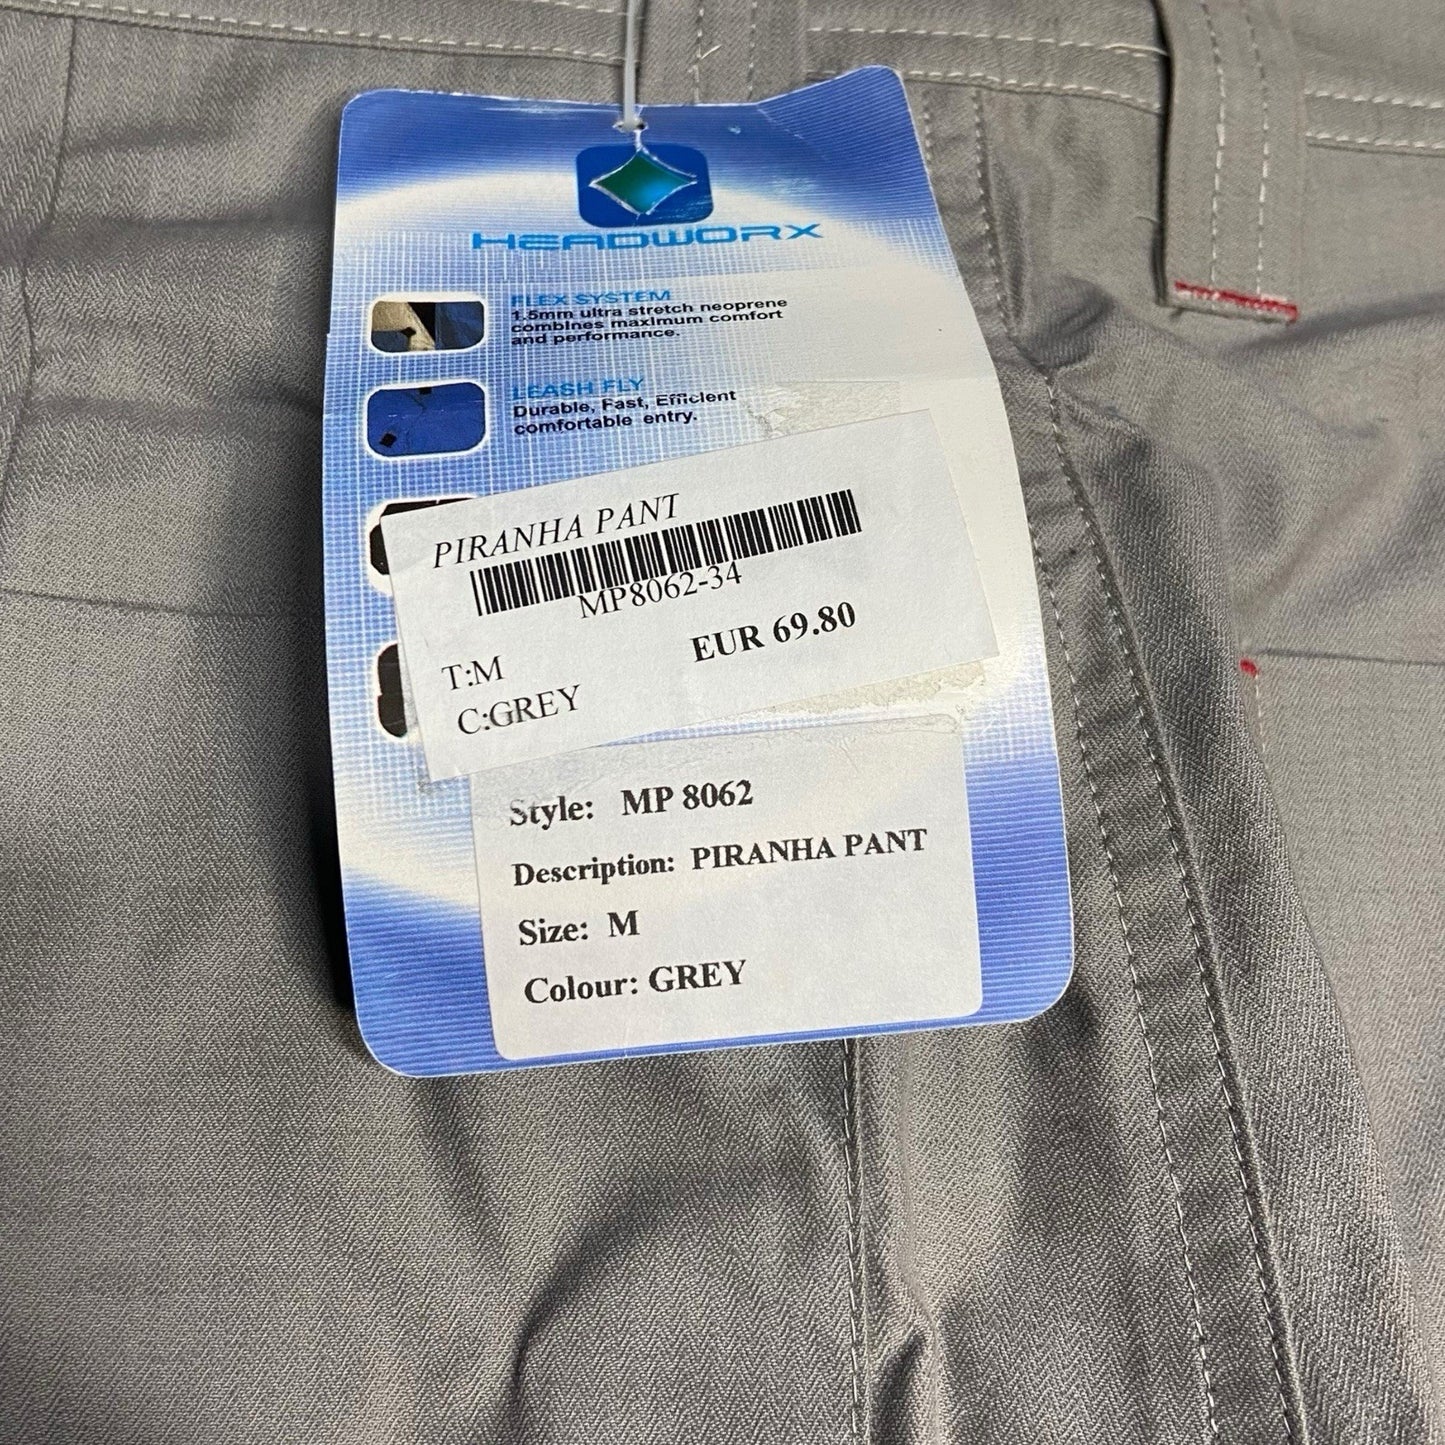 HEADWORX
FLEX SYSTEM
1.5mm ultra stretch neoprene
combines maximum comfort
and performance.
LEASH FLY
Durable, Fast, Efficient
comfortable entry.
PIRANHA PANT
MP8062-34
EUR 69.80
T:M
C:GREY
Style: MP 8062
Description: PIRANHA PANT
Size: M
Colour: GREY